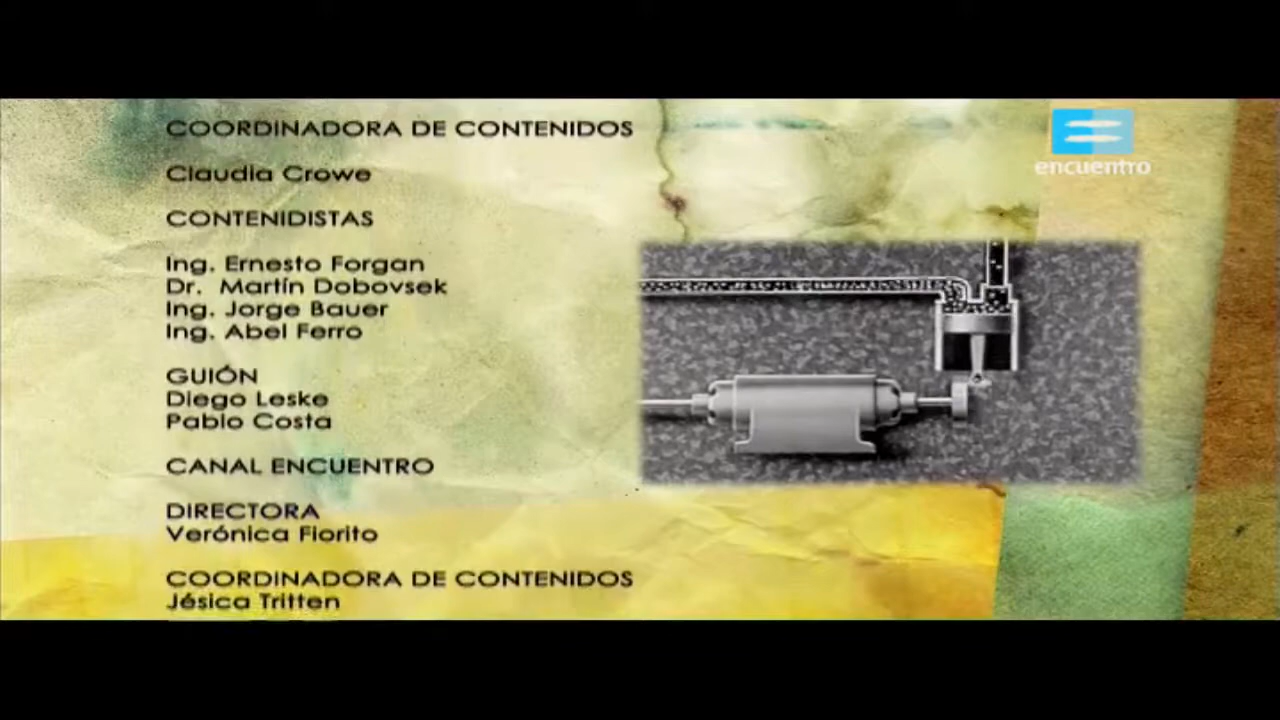 COORDINADORA DE CONTENIDOS
Claudia Crowe
CONTENIDISTAS
Ing. Ernesto Forgan
Dr. Martín Dobovsek
Ing. Jorge Bauer
Ing. Abel Ferro
GUIÓN
Diego Leske
Pablo Costa
CANAL ENCUENTRO
DIRECTORA
Verónica Fiorito
COORDINADORA DE CONTENIDOS
Jésica Tritten
encuentro